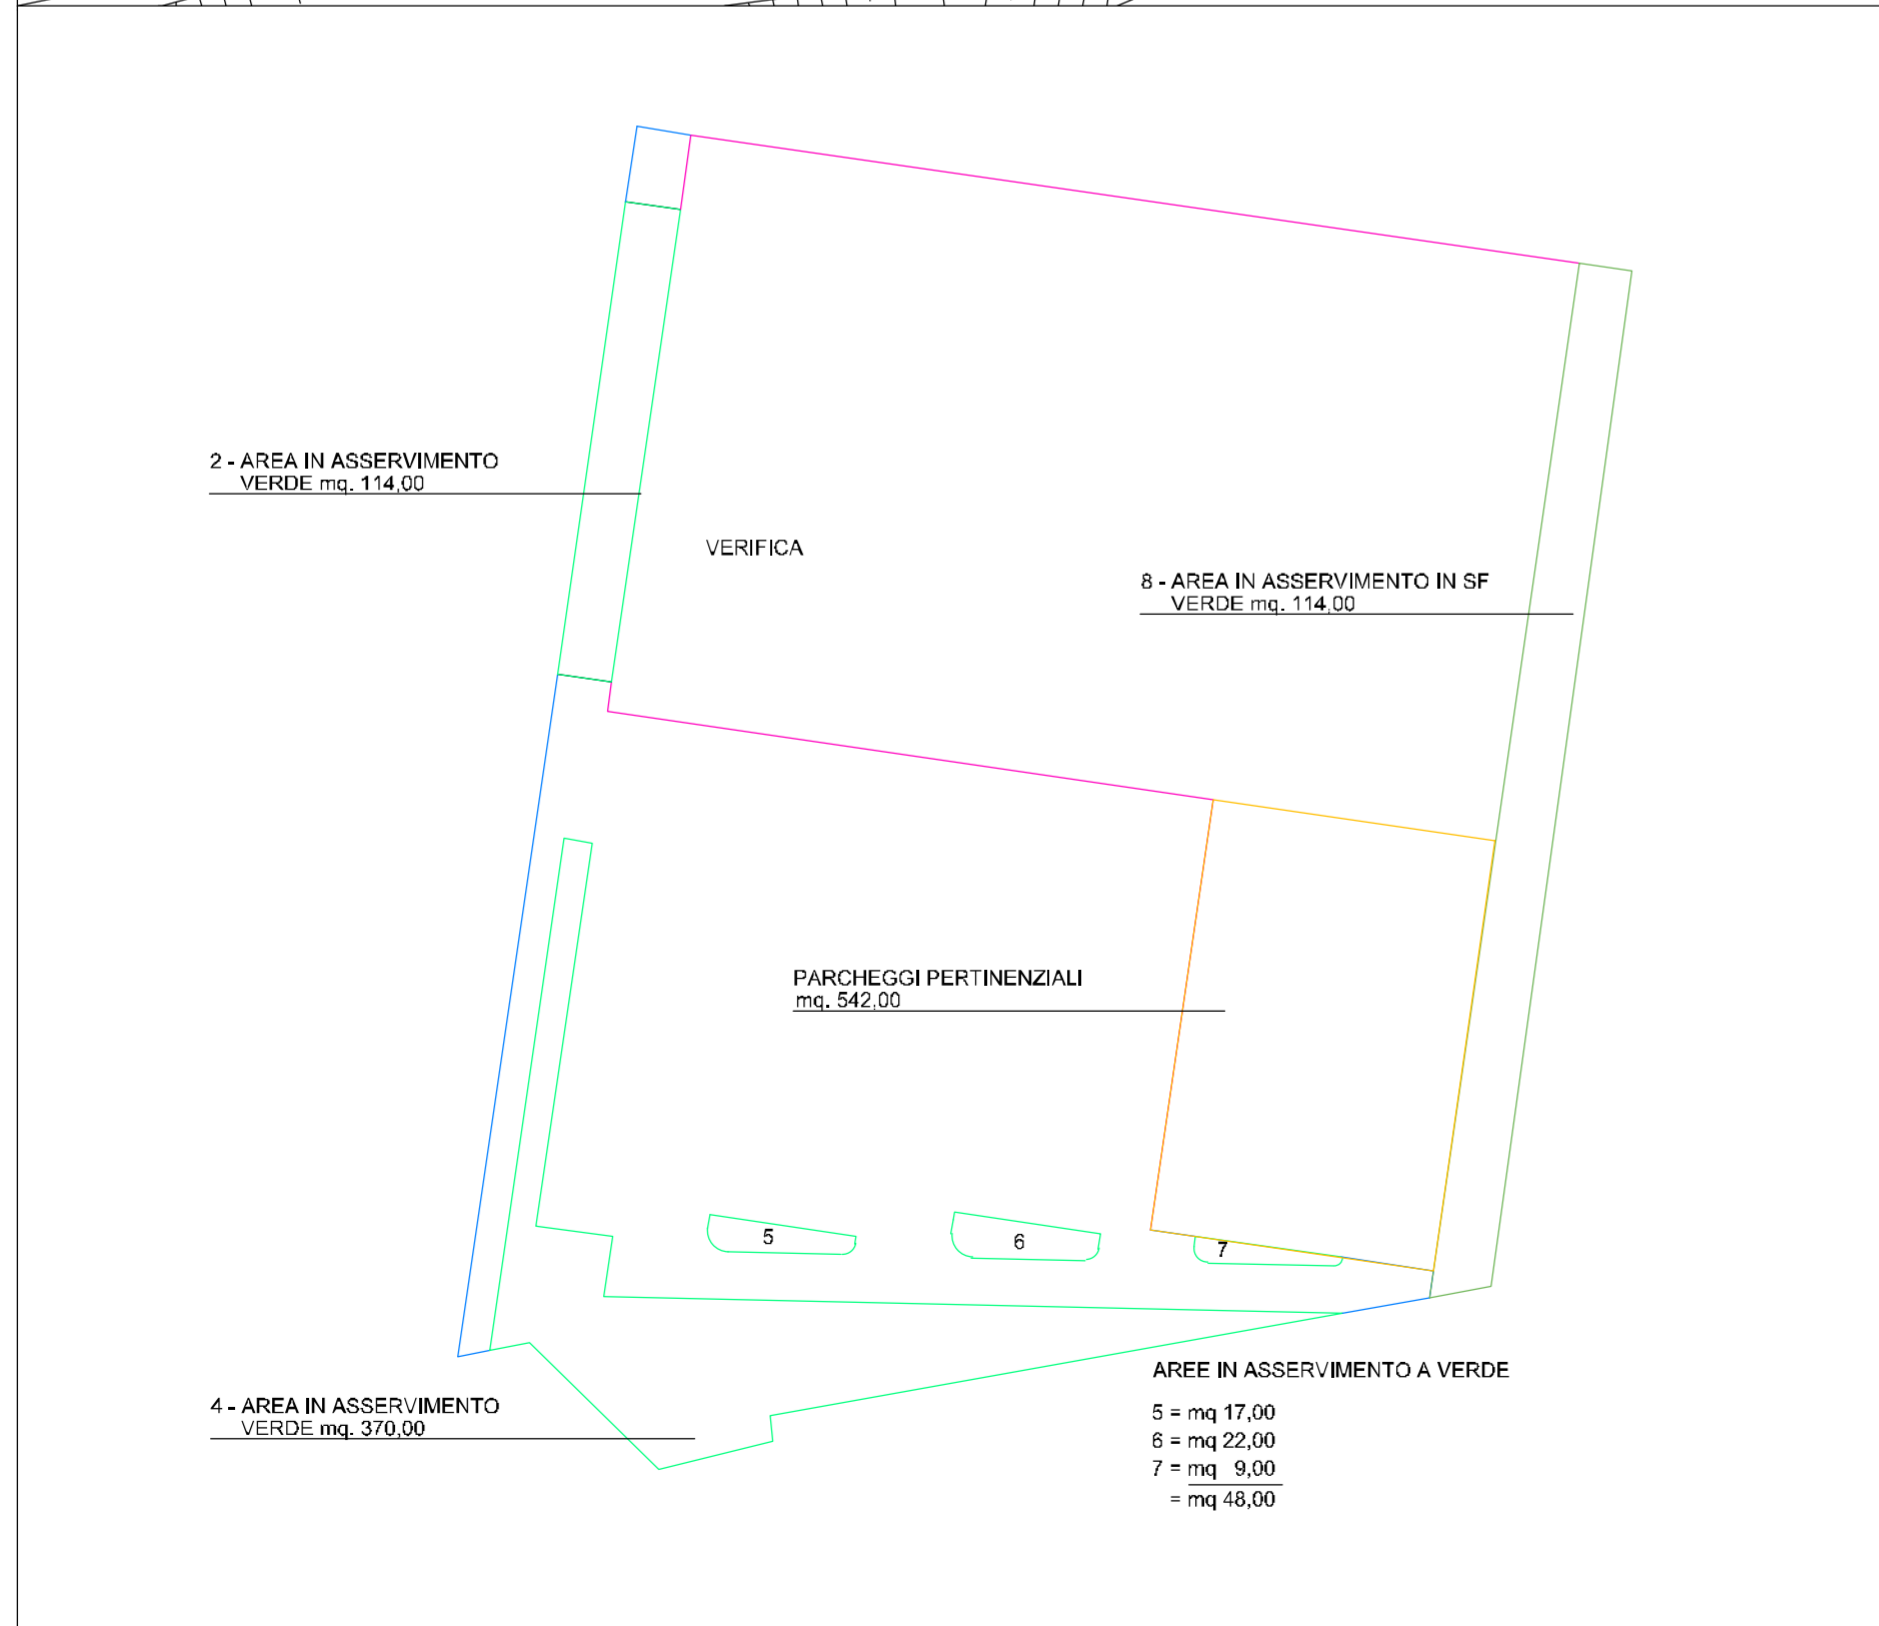 2 - AREA IN ASSERVIMENTO
VERDE mq. 114,00
VERIFICA
8 - AREA IN ASSERVIMENTO IN SF
VERDE mq. 114,00
PARCHEGGI PERTINENZIALI
mq. 542,00
5
6
7
4 - AREA IN ASSERVIMENTO
VERDE mq. 370,00
AREE IN ASSERVIMENTO A VERDE
5 = mq 17,00
6 = mq 22,00
7 = mq 9,00
= mq 48,00